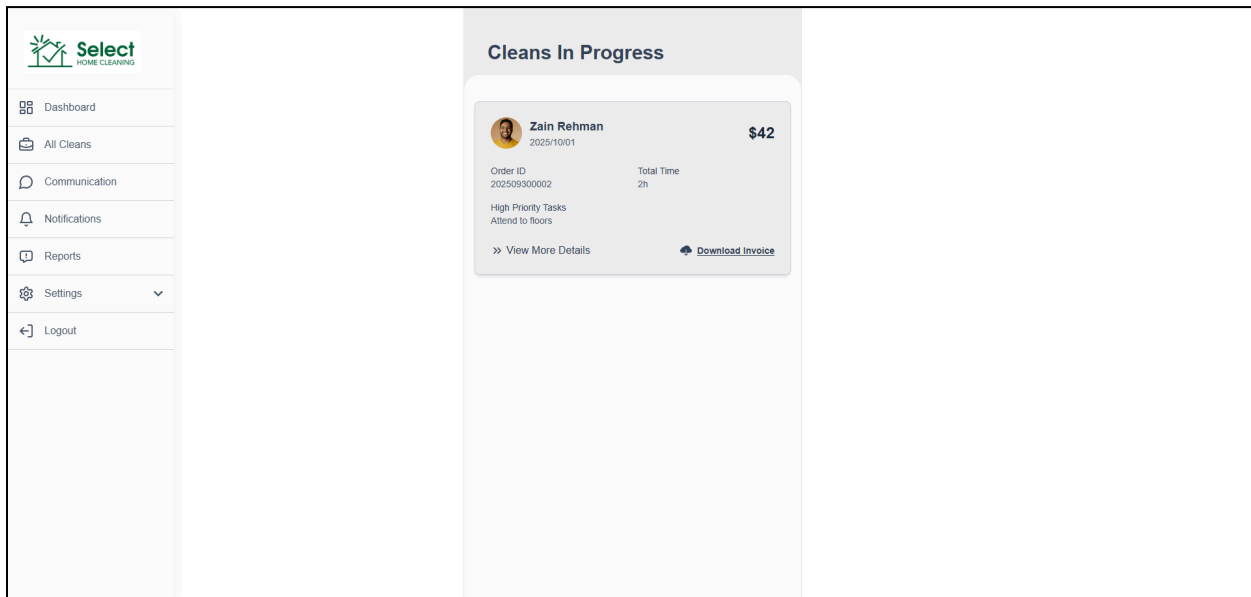 Select
HOME CLEANING
Dashboard
All Cleans
Communication
Notifications
Reports
Settings
Logout
Cleans In Progress
Zain Rehman
2025/10/01
$42
Order ID
202509300002
Total Time
2h
High Priority Tasks
Attend to floors
View More Details
Download Invoice